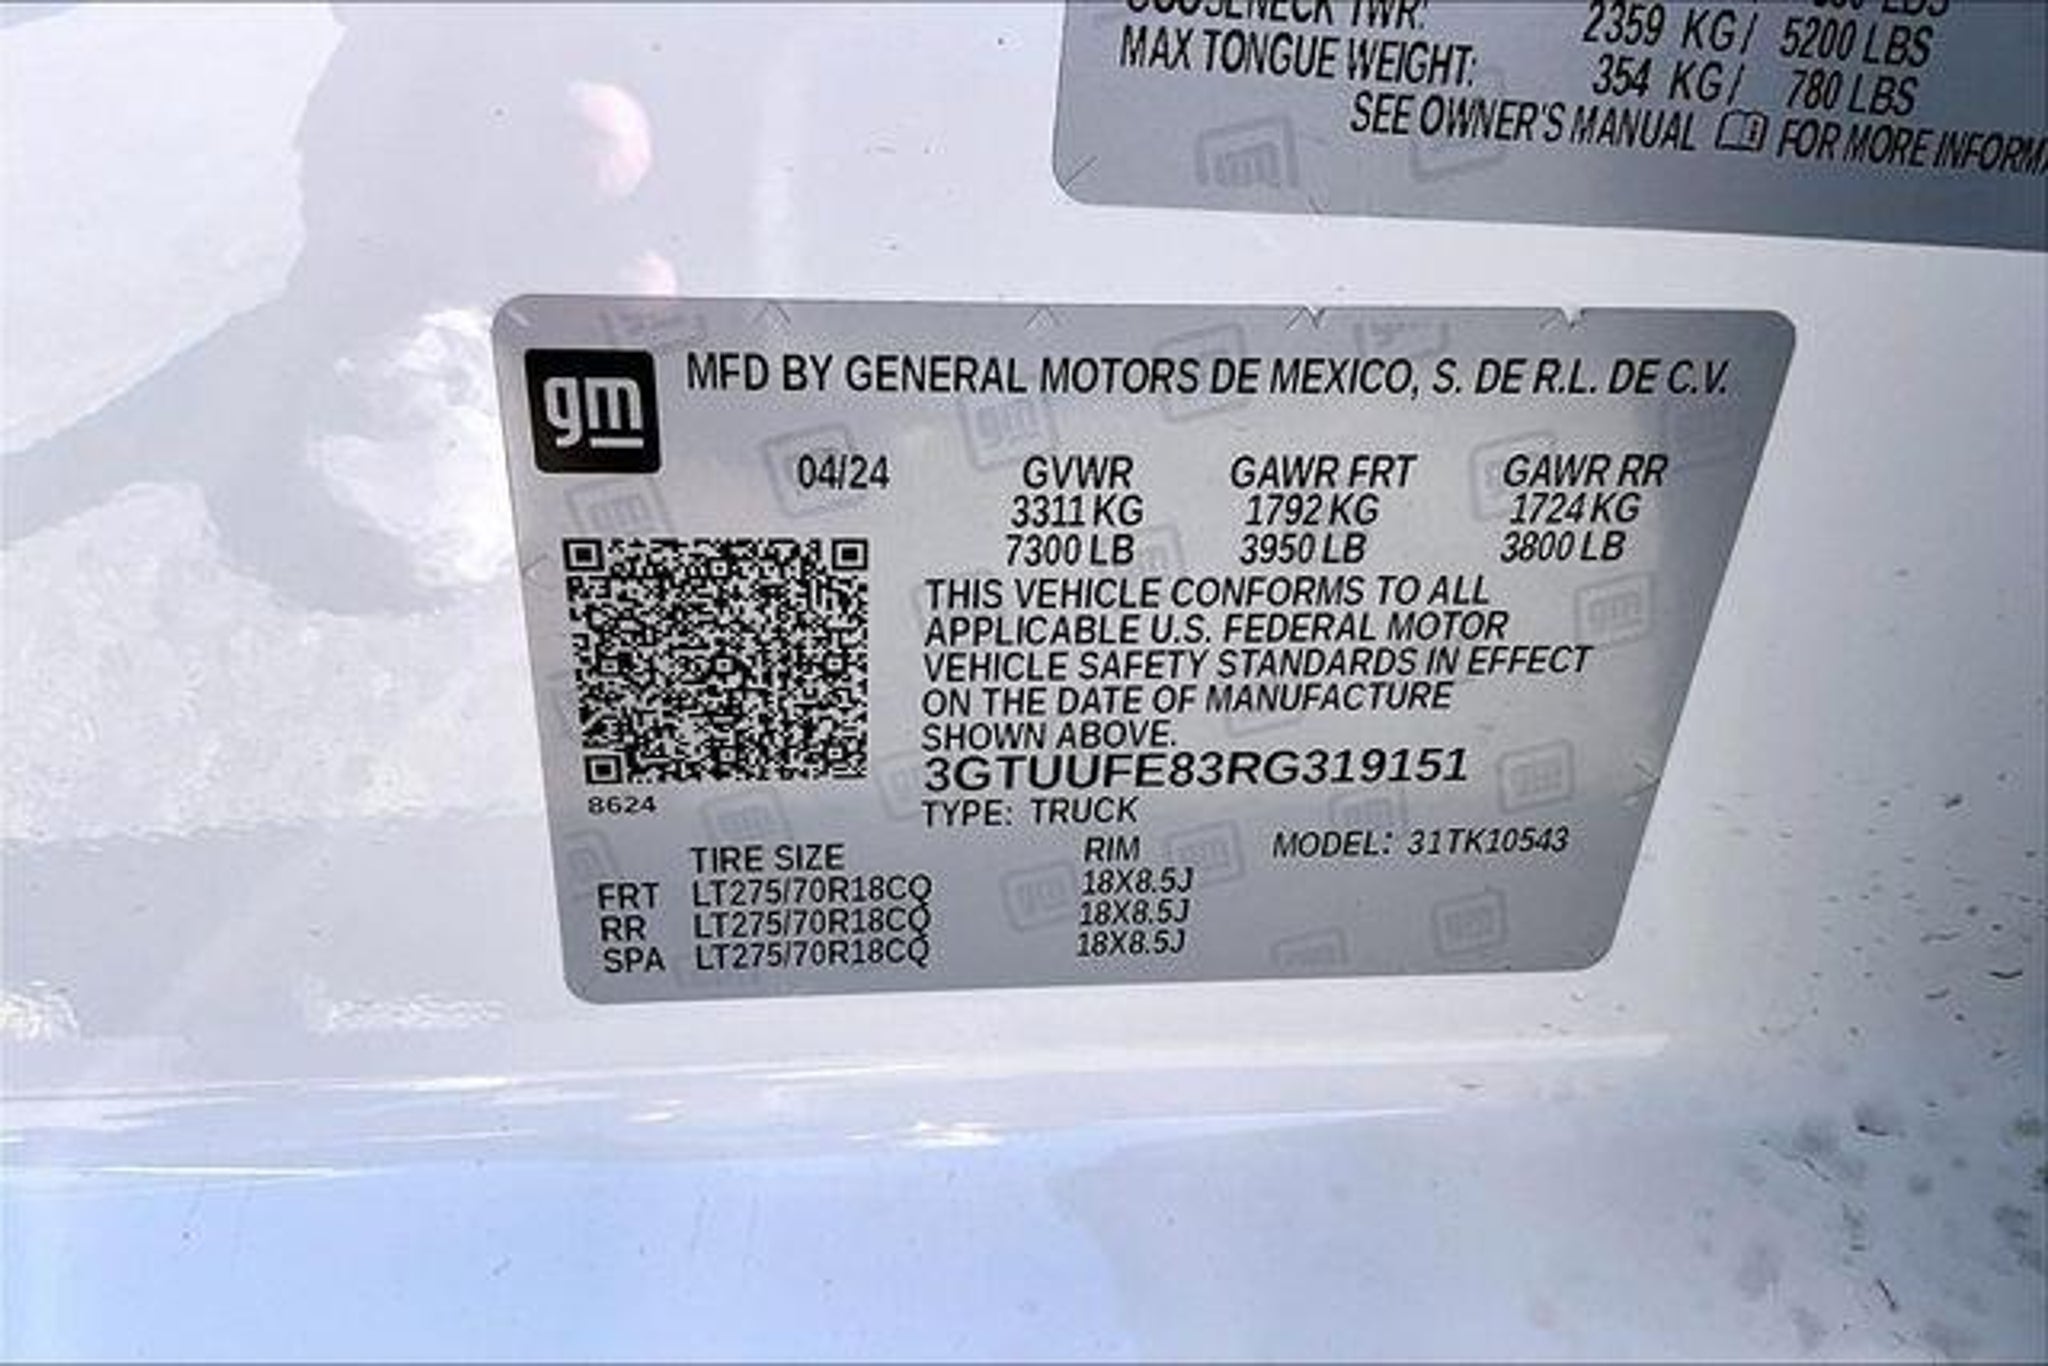 GOOSENECK TWR: 2359 KG / 5200 LBS
MAX TONGUE WEIGHT: 354 KG / 780 LBS
SEE OWNER'S MANUAL FOR MORE
gm
MFD BY GENERAL MOTORS DE MEXICO, S. DE R.L. DE C.V.
04/24 GVWR GAWR FRT GAWR RR
3311 KG 1792 KG 1724 KG
7300 LB 3950 LB 3800 LB
THIS VEHICLE CONFORMS TO ALL
APPLICABLE U.S. FEDERAL MOTOR
VEHICLE SAFETY STANDARDS IN EFFECT
ON THE DATE OF MANUFACTURE
SHOWN ABOVE.
3GTUUFE83RG319151
8624
TYPE: TRUCK
TIRE SIZE RIM MODEL: 31TK10543
FRT LT275/70R18CQ 18X8.5J
RR LT275/70R18CQ 18X8.5J
SPA LT275/70R18CQ 18X8.5J